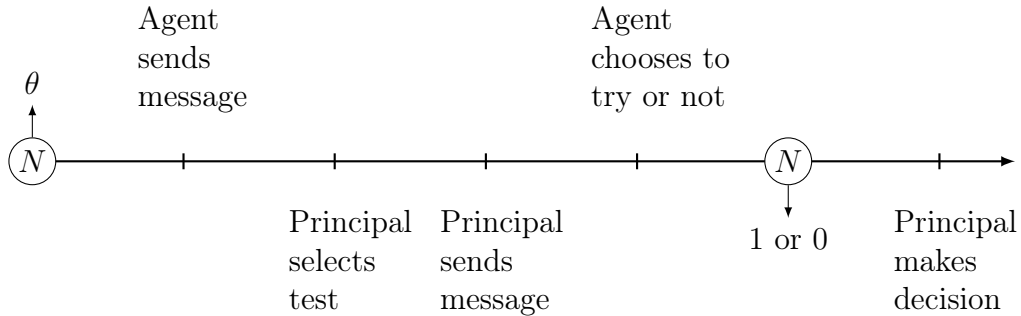 Agent
sends
message
Agent
chooses to
try or not
θ
N
N
Principal
selects
test
Principal
sends
message
1 or 0
Principal
makes
decision